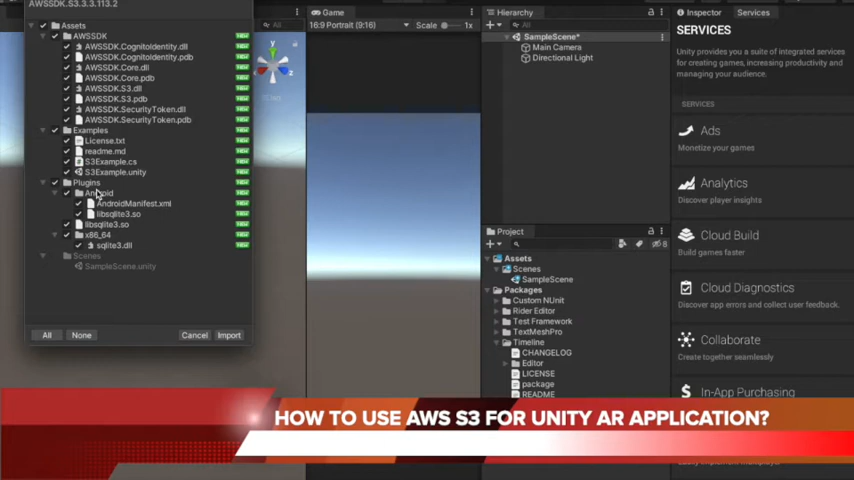 AWSSDK.S3.3.3.113.2
Assets
AWSSDK
AWSSDK.CognitoIdentity.dll
AWSSDK.CognitoIdentity.pdb
AWSSDK.Core.dll
AWSSDK.Core.pdb
AWSSDK.S3.dll
AWSSDK.S3.pdb
AWSSDK.SecurityToken.dll
AWSSDK.SecurityToken.pdb
Examples
License.txt
readme.md
S3Example.cs
S3Example.unity
Plugins
Android
AndroidManifest.xml
libsqlite3.so
libsqlite3.so
x86_64
sqlite3.dll
Scenes
SampleScene.unity
All None Cancel Import
All
Game
16:9 Portrait (9:16) Scale 1x
Hierarchy
All
SampleScene*
Main Camera
Directional Light
Project
8
Assets
Scenes
SampleScene
Packages
Custom NUnit
Rider Editor
Test Framework
TextMeshPro
Timeline
CHANGELOG
Editor
LICENSE
package
README
Inspector Services
SERVICES
Unity provides a suite of integrated services
for creating games, increasing productivity and
managing your audience.
SERVICES
Ads
Monetize your games
Analytics
Discover player insights
Cloud Build
Build games faster
Cloud Diagnostics
Discover app errors and collect user feedback.
Collaborate
Create together seamlessly
In-App Purchasing
HOW TO USE AWS S3 FOR UNITY AR APPLICATION?